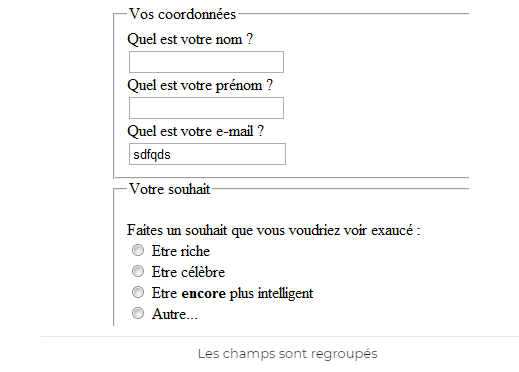 Vos coordonnées
Quel est votre nom ?
Quel est votre prénom ?
Quel est votre e-mail ?
sdfqds
Votre souhait
Faites un souhait que vous voudriez voir exaucé :
Etre riche
Etre célèbre
Etre encore plus intelligent
Autre...
Les champs sont regroupés